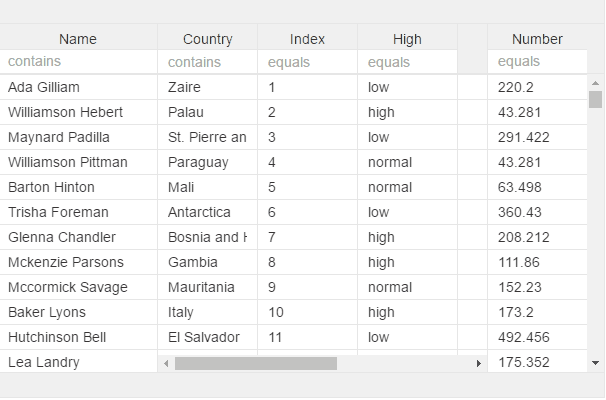 Name Country Index High Number
contains contains equals equals equals
Ada Gilliam Zaire 1 low 220.2
Williamson Hebert Palau 2 high 43.281
Maynard Padilla St. Pierre an 3 low 291.422
Williamson Pittman Paraguay 4 normal 43.281
Barton Hinton Mali 5 normal 63.498
Trisha Foreman Antarctica 6 low 360.43
Glenna Chandler Bosnia and 7 high 208.212
Mckenzie Parsons Gambia 8 high 111.86
Mccormick Savage Mauritania 9 normal 152.23
Baker Lyons Italy 10 high 173.2
Hutchinson Bell El Salvador 11 low 492.456
Lea Landry 175.352